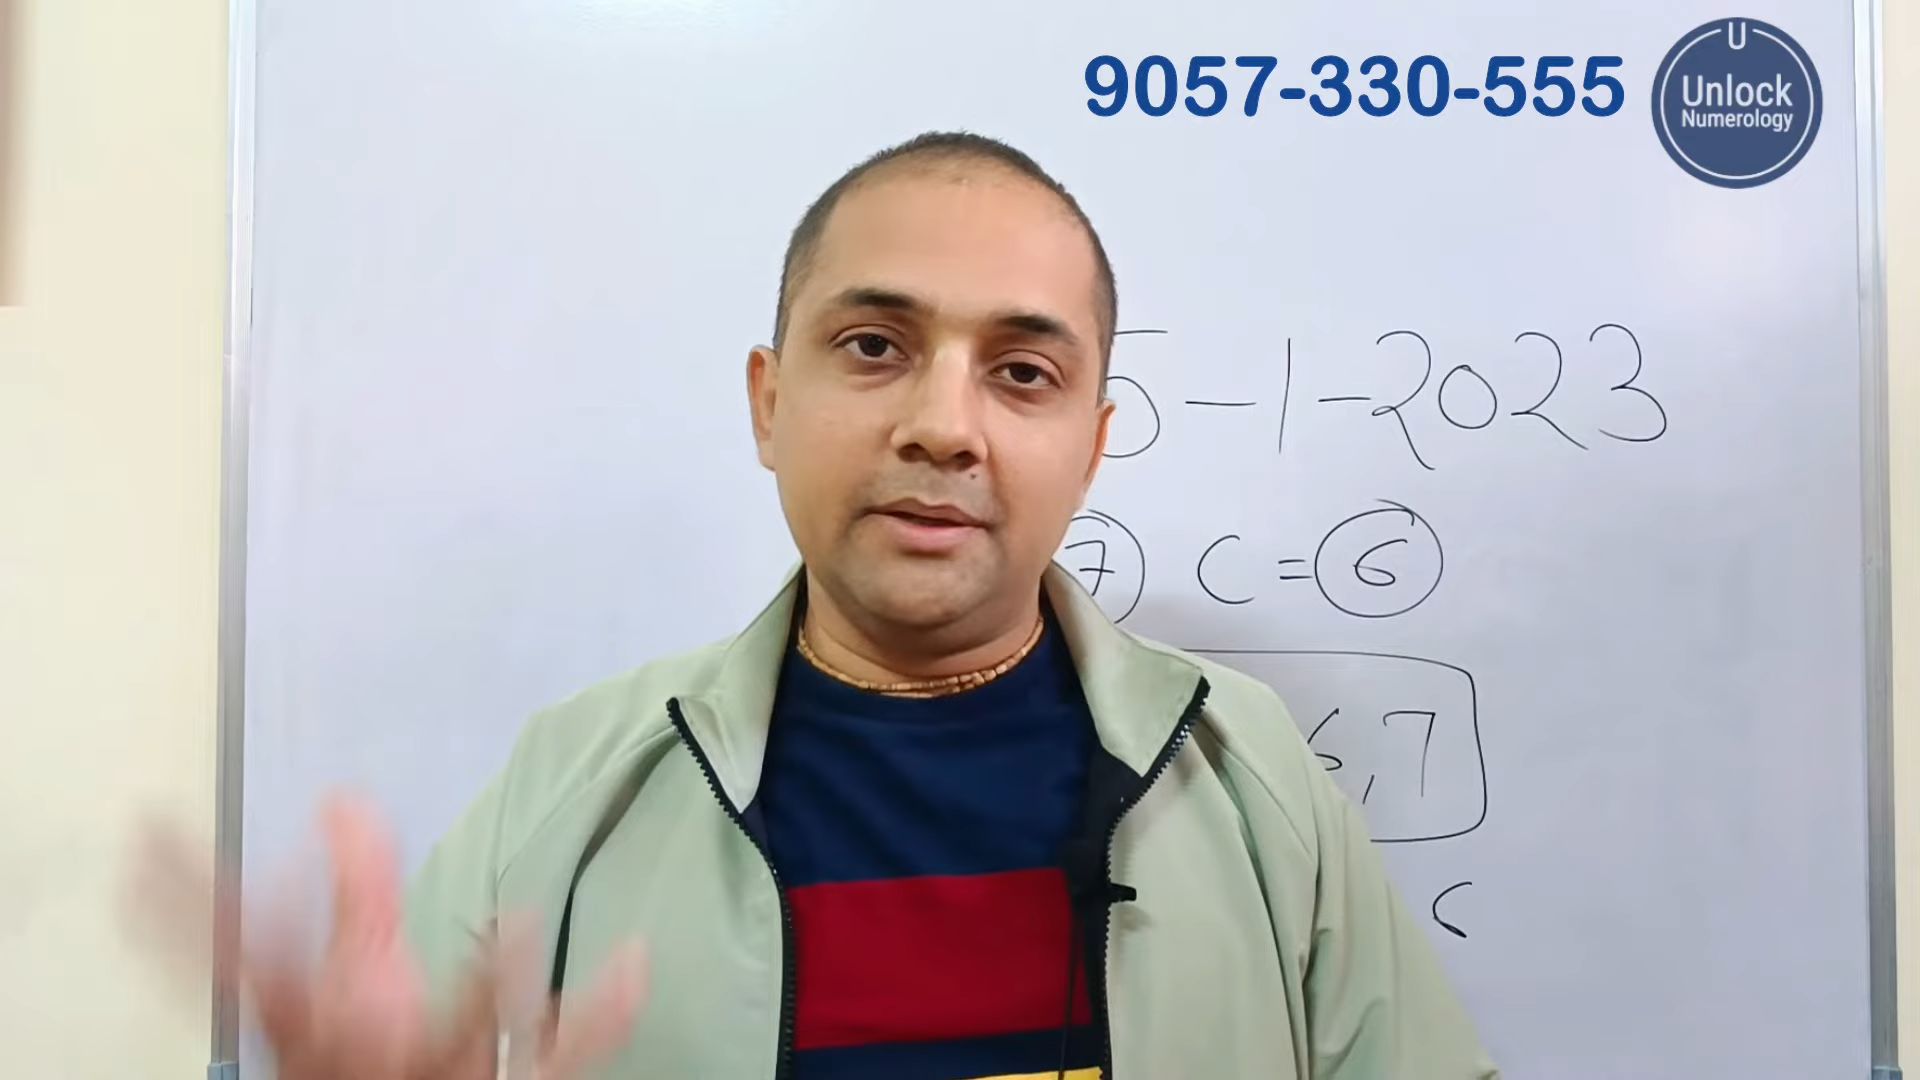 9057-330-555
U
Unlock
Numerology
5-1-2023
7 C = 6
6,7